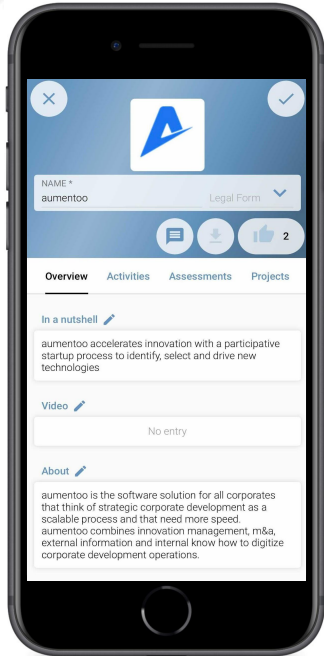 NAME *
aumentoo
Legal Form
2
Overview Activities Assessments Projects
In a nutshell
aumentoo accelerates innovation with a participative
startup process to identify, select and drive new
technologies
Video
No entry
About
aumentoo is the software solution for all corporates
that think of strategic corporate development as a
scalable process and that need more speed.
aumentoo combines innovation management, m&a,
external information and internal know how to digitize
corporate development operations.